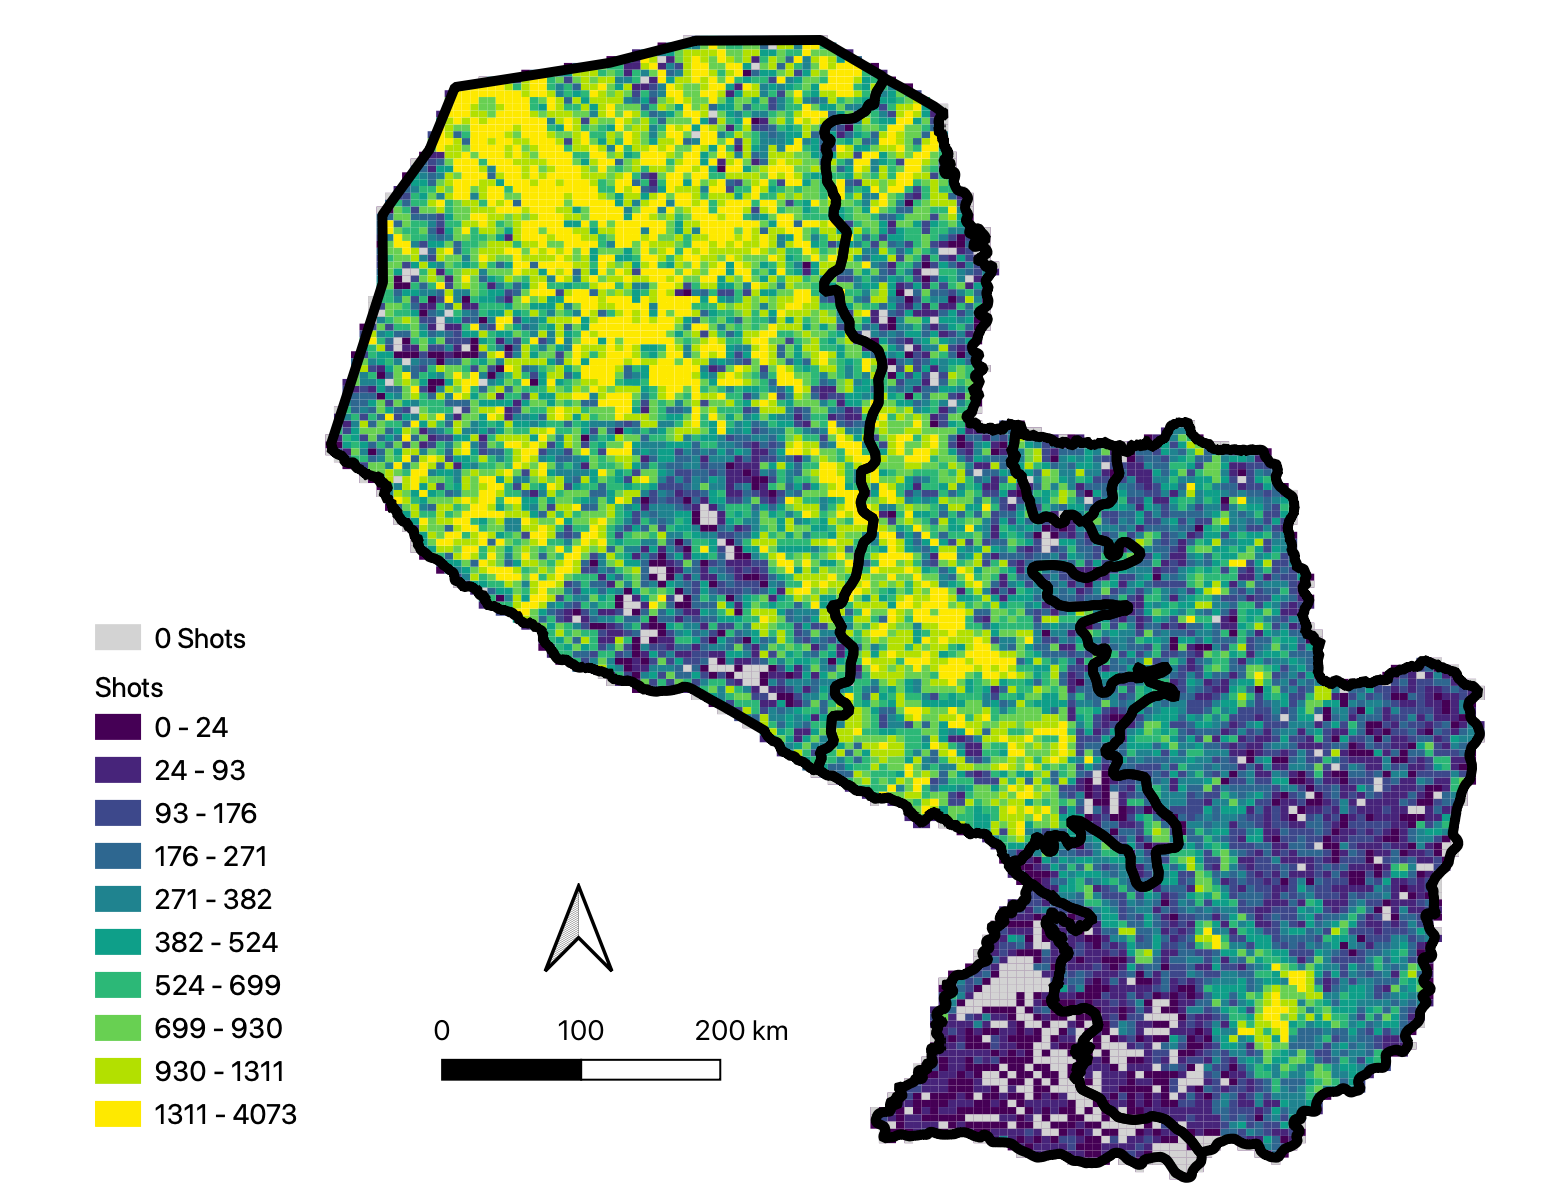 0 Shots
Shots
0 - 24
24 - 93
93 - 176
176 - 271
271 - 382
382 - 524
524 - 699
699 - 930
930 - 1311
1311 - 4073
0 100 200 km